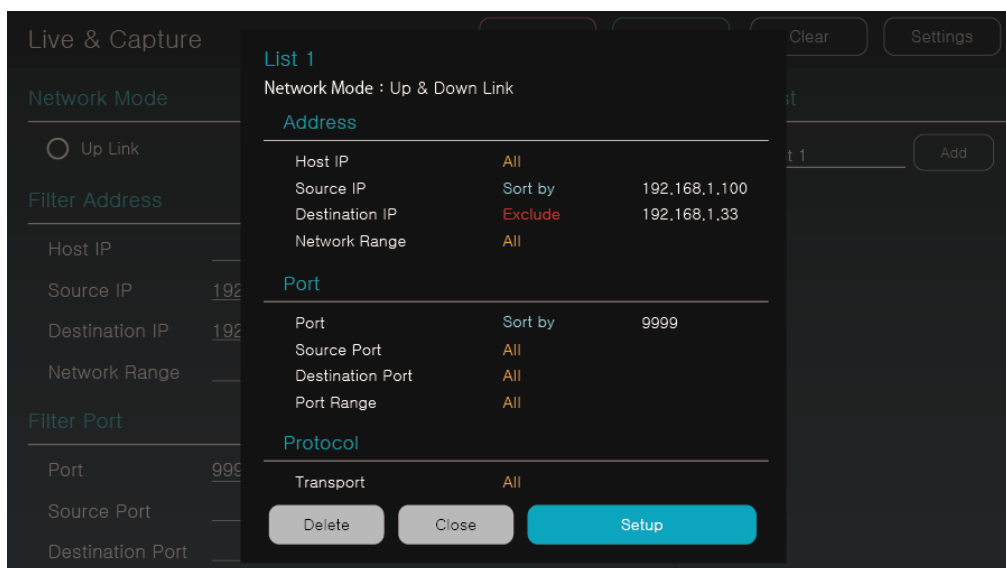 Live & Capture
Clear
Settings
Network Mode
Up Link
Add
Filter Address
Host IP
Source IP
192
Destination IP
192
Network Range
Filter Port
Port
999
Source Port
Destination Port
List 1
Network Mode : Up & Down Link
Address
Host IP All
Source IP Sort by 192.168.1.100
Destination IP Exclude 192.168.1.33
Network Range All
Port
Port Sort by 9999
Source Port All
Destination Port All
Port Range All
Protocol
Transport All
Delete
Close
Setup